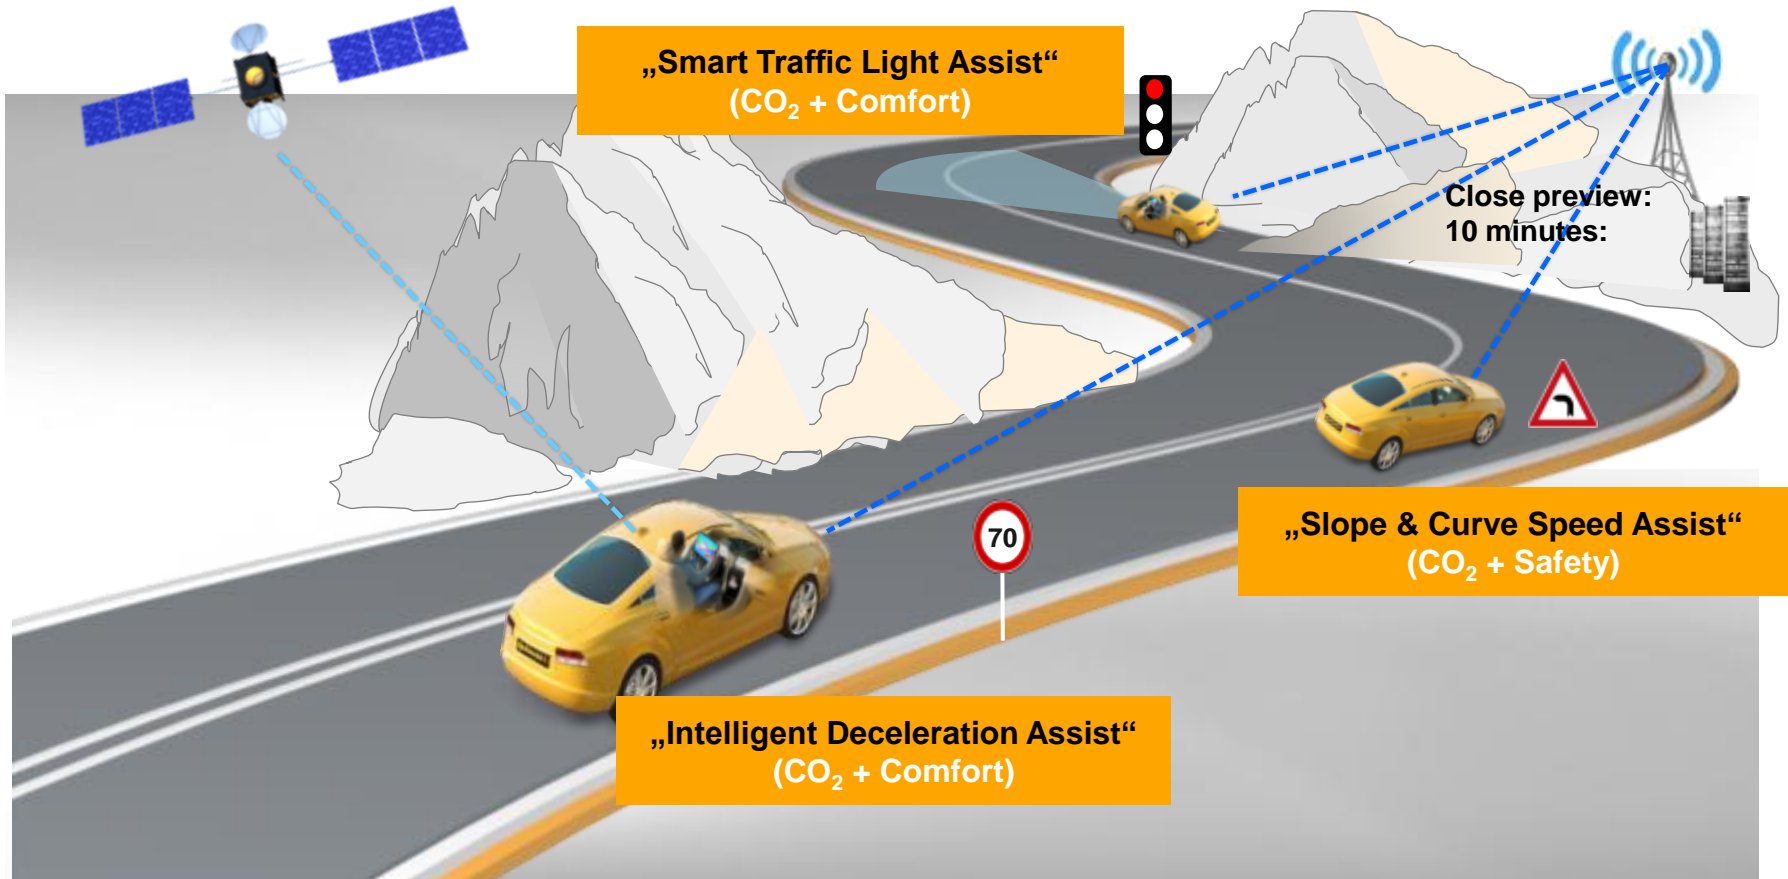 „Smart Traffic Light Assist“
(CO₂ + Comfort)
Close preview:
10 minutes:
70
„Slope & Curve Speed Assist“
(CO₂ + Safety)
„Intelligent Deceleration Assist“
(CO₂ + Comfort)